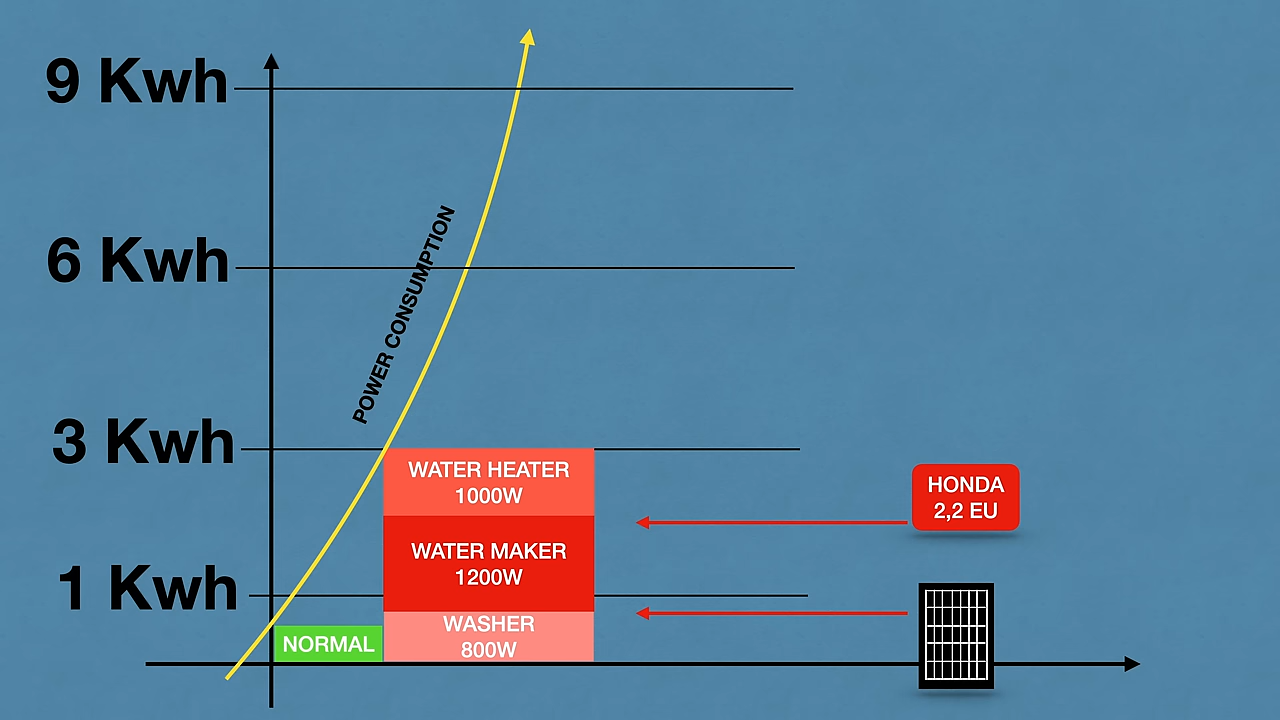 9 Kwh
6 Kwh
3 Kwh
1 Kwh
POWER CONSUMPTION
WATER HEATER
1000W
WATER MAKER
1200W
WASHER
800W
NORMAL
HONDA
2,2 EU